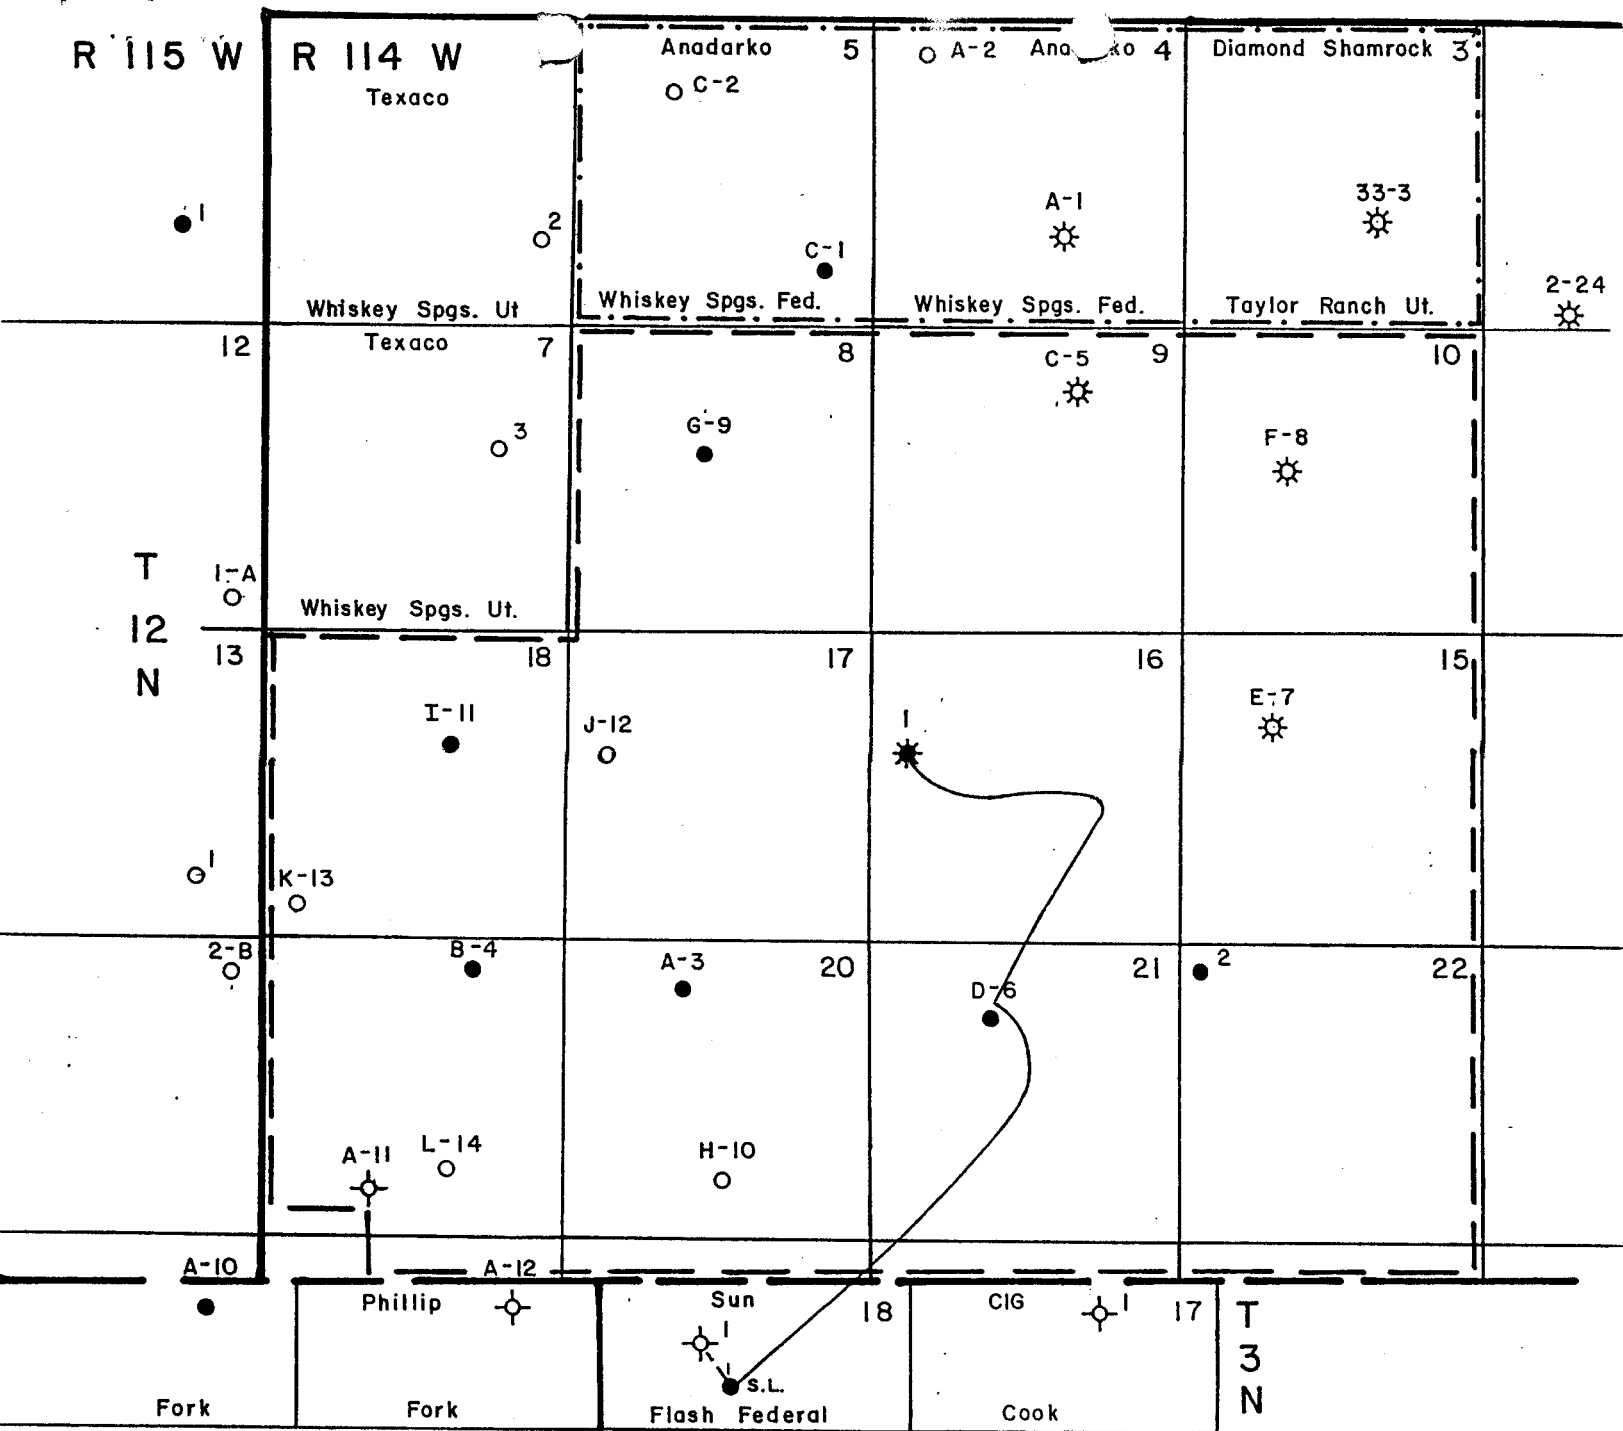 R 115 W
R 114 W
Texaco
Anadarko 5
C-2
A-2
4
Diamond Shamrock 3
1
2
C-1
A-1
33-3
2-24
Whiskey Spgs. Ut
Whiskey Spgs. Fed.
Whiskey Spgs. Fed.
Taylor Ranch Ut.
12
Texaco 7
8
C-5
9
10
3
G-9
F-8
T
12
N
1-A
Whiskey Spgs. Ut.
13
18
17
16
15
I-11
J-12
1
E-7
1
K-13
2-B
B-4
A-3
20
D-6
21
2
22
A-11
L-14
H-10
A-10
A-12
Phillip
Sun
18
CIG
1
17
T
3
N
1
1
S.L.
Fork
Fork
Flash Federal
Cook